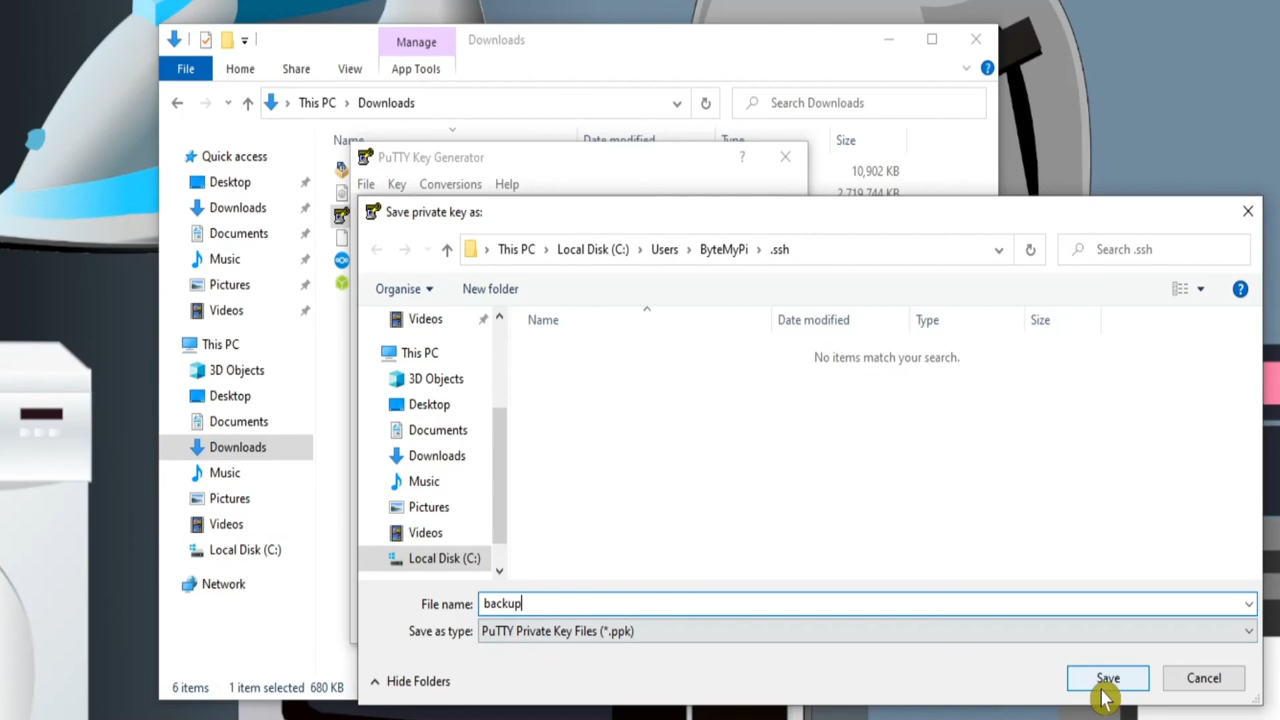 Manage
Downloads
File
Home
Share
View
App Tools
This PC
Downloads
Search Downloads
Name
Date modified
Type
Size
Quick access
Desktop
Downloads
Documents
Music
Pictures
Videos
This PC
3D Objects
Desktop
Documents
Downloads
Music
Pictures
Videos
Local Disk (C:)
Network
10,902 KB
2,719,744 KB
6 items
1 item selected 680 KB
PuTTY Key Generator
?
File
Key
Conversions
Help
Save private key as:
This PC
Local Disk (C:)
Users
ByteMyPi
.ssh
Search .ssh
Organise
New folder
Name
Date modified
Type
Size
No items match your search.
Videos
This PC
3D Objects
Desktop
Documents
Downloads
Music
Pictures
Videos
Local Disk (C:)
File name:
backup
Save as type:
PuTTY Private Key Files (*.ppk)
Hide Folders
Save
Cancel